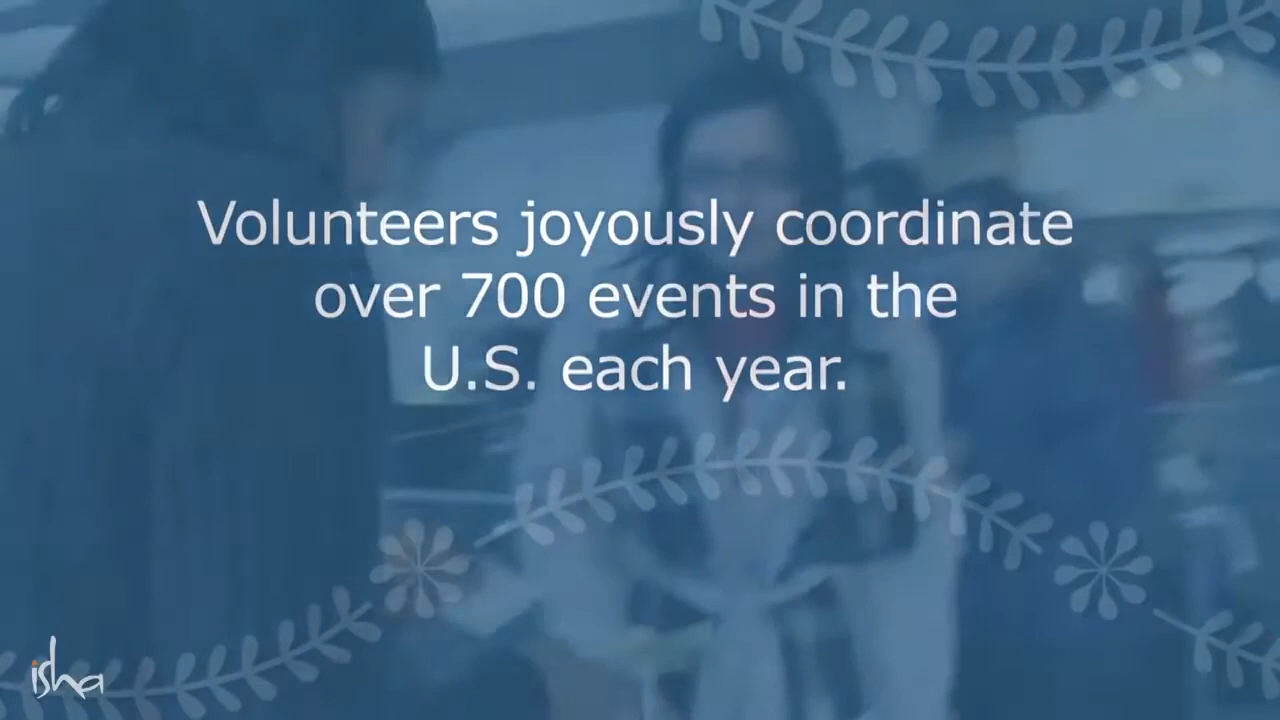 Volunteers joyously coordinate
over 700 events in the
U.S. each year.
isha